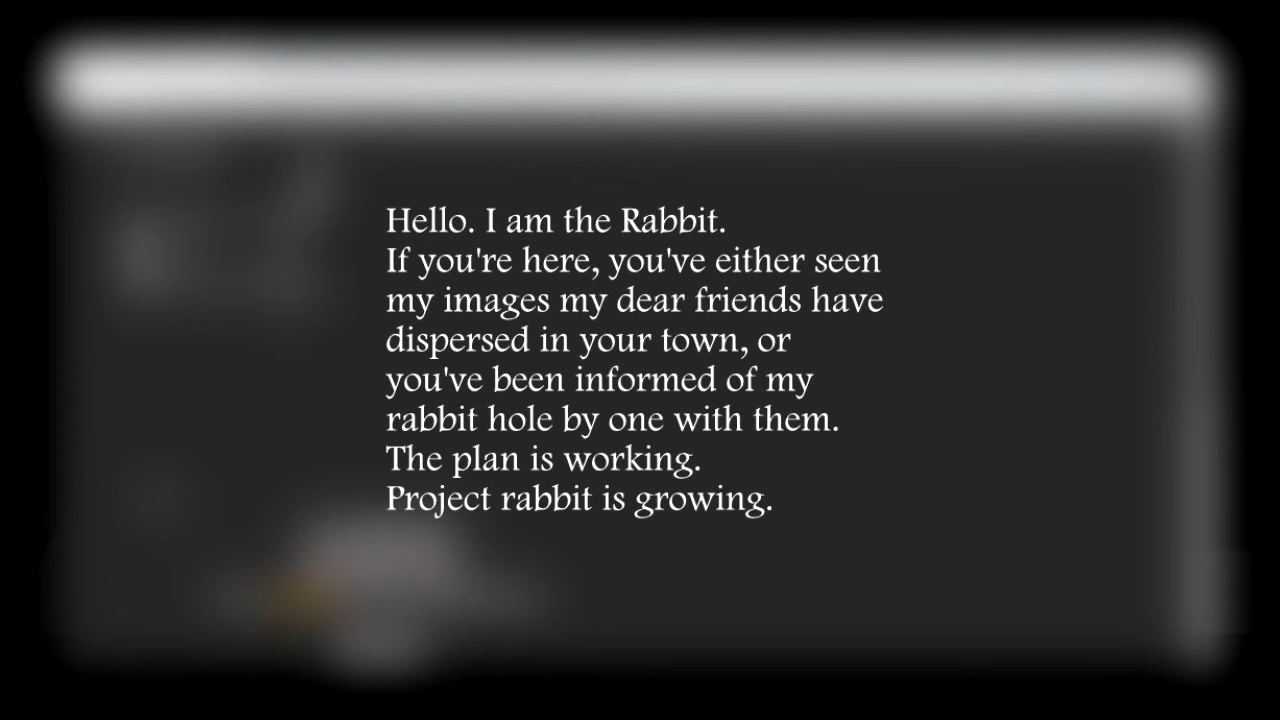 Hello. I am the Rabbit.
If you're here, you've either seen
my images my dear friends have
dispersed in your town, or
you've been informed of my
rabbit hole by one with them.
The plan is working.
Project rabbit is growing.